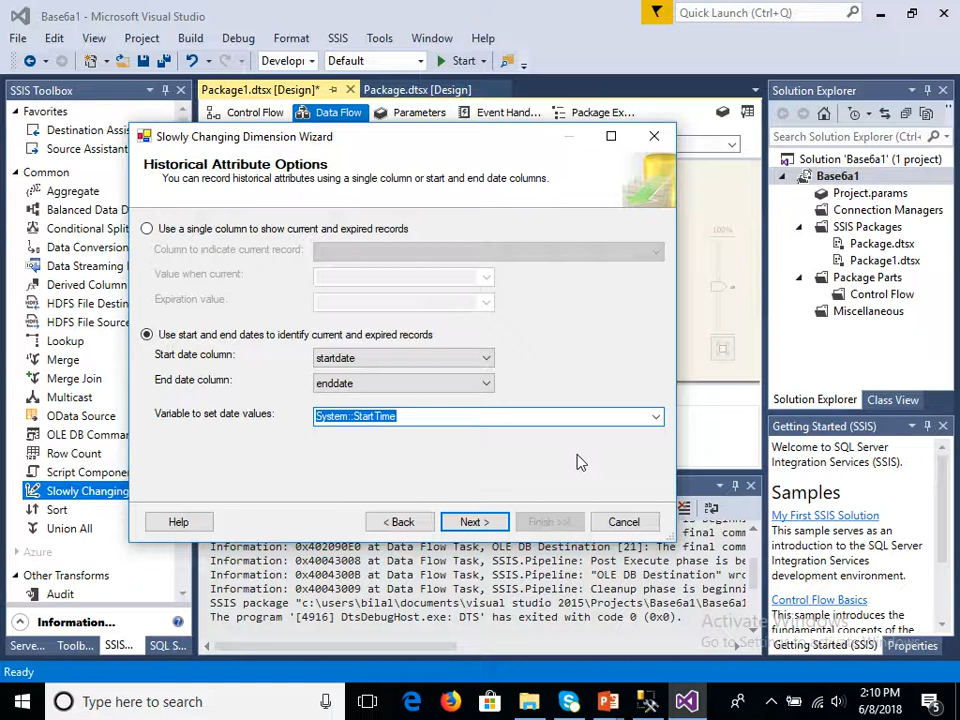 Base6a1 - Microsoft Visual Studio
Quick Launch (Ctrl+Q)
File Edit View Project Build Debug Format SSIS Tools Window Help
Developi Default Start
SSIS Toolbox
Favorites
Destination Assis
Source Assistant
Common
Aggregate
Balanced Data D
Conditional Split
Data Conversion
Data Streaming
Derived Column
HDFS File Destin
HDFS File Source
Lookup
Merge
Merge Join
Multicast
OData Source
OLE DB Comman
Row Count
Script Componen
Slowly Changing
Sort
Union All
Azure
Other Transforms
Audit
Information...
Serve... Toolb... SSIS... SQL S...
Package1.dtsx [Design]* Package.dtsx [Design]
Control Flow Data Flow Parameters Event Hand... Package Ex...
100%
Slowly Changing Dimension Wizard
Historical Attribute Options
You can record historical attributes using a single column or start and end date columns.
Use a single column to show current and expired records
Column to indicate current record:
Value when current:
Expiration value:
Use start and end dates to identify current and expired records
Start date column: startdate
End date column: enddate
Variable to set date values: System::StartTime
Help < Back Next > Finish >>| Cancel
Information: 0x402090E0 at Data Flow Task, OLE DB Destination [21]: The final comm
Information: 0x40043008 at Data Flow Task, SSIS.Pipeline: Post Execute phase is be
Information: 0x4004300B at Data Flow Task, SSIS.Pipeline: "OLE DB Destination" wro
Information: 0x40043009 at Data Flow Task, SSIS.Pipeline: Cleanup phase is beginni
SSIS package "c:\users\bilal\documents\visual studio 2015\Projects\Base6a1\Base6a1
The program '[4916] DtsDebugHost.exe: DTS' has exited with code 0 (0x0).
Solution Explorer
Search Solution Explorer (Ctrl+
Solution 'Base6a1' (1 project)
Base6a1
Project.params
Connection Managers
SSIS Packages
Package.dtsx
Package1.dtsx
Package Parts
Control Flow
Miscellaneous
Solution Explorer Class View
Getting Started (SSIS)
Welcome to SQL Server
Integration Services (SSIS).
Samples
My First SSIS Solution
This sample serves as an
introduction to the SQL Server
Integration Services
development environment.
Control Flow Basics
This sample introduces the
fundamental concepts of the
Getting Started (SSIS) Properties
Activate Windows
Go to Settings to activate Windows.
Ready
Type here to search
2:10 PM
6/8/2018
5